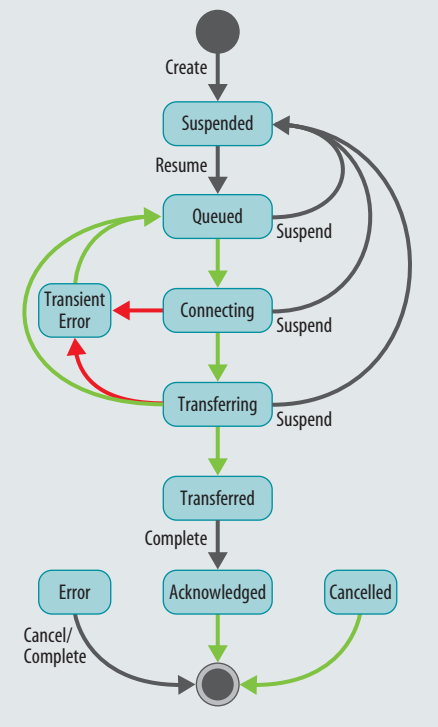 Create
Suspended
Resume
Queued
Suspend
Transient
Error
Connecting
Suspend
Transferring
Suspend
Transferred
Complete
Error
Acknowledged
Cancelled
Cancel/
Complete